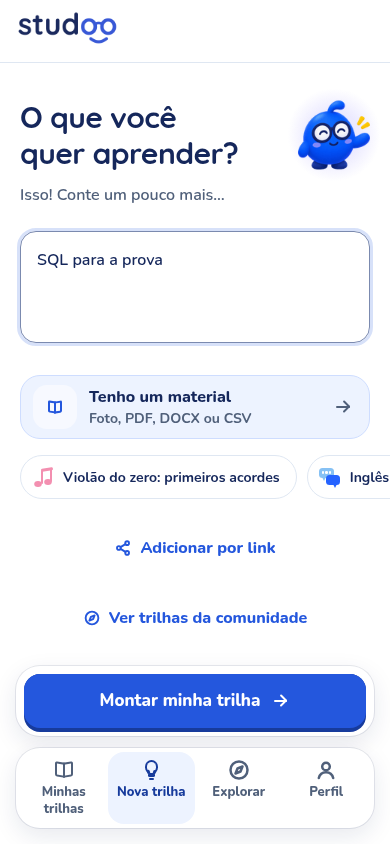 studoo
O que você
quer aprender?
Isso! Conte um pouco mais...
SQL para a prova
Tenho um material
Foto, PDF, DOCX ou CSV
Violão do zero: primeiros acordes
Inglês
Adicionar por link
Ver trilhas da comunidade
Montar minha trilha
Minhas
trilhas
Nova trilha
Explorar
Perfil